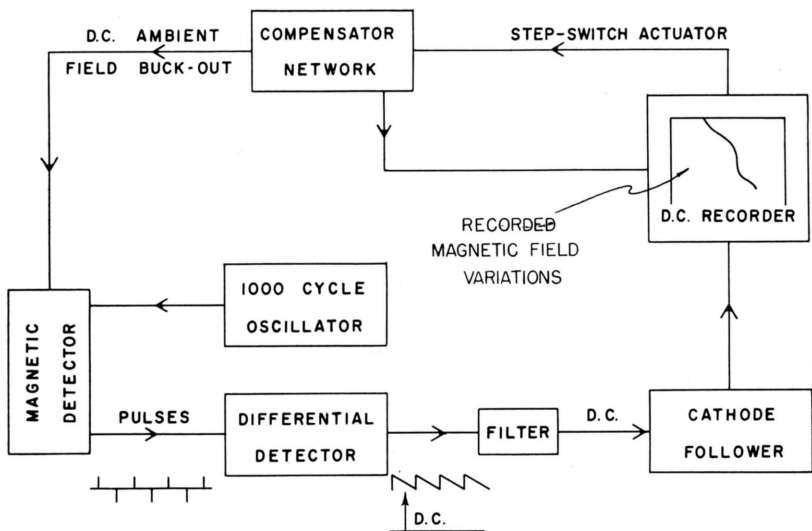 D.C. AMBIENT
FIELD BUCK-OUT
COMPENSATOR
NETWORK
STEP-SWITCH ACTUATOR
D.C. RECORDER
RECORDED
MAGNETIC FIELD
VARIATIONS
1000 CYCLE
OSCILLATOR
MAGNETIC
DETECTOR
PULSES
DIFFERENTIAL
DETECTOR
FILTER
D.C.
CATHODE
FOLLOWER
D.C.